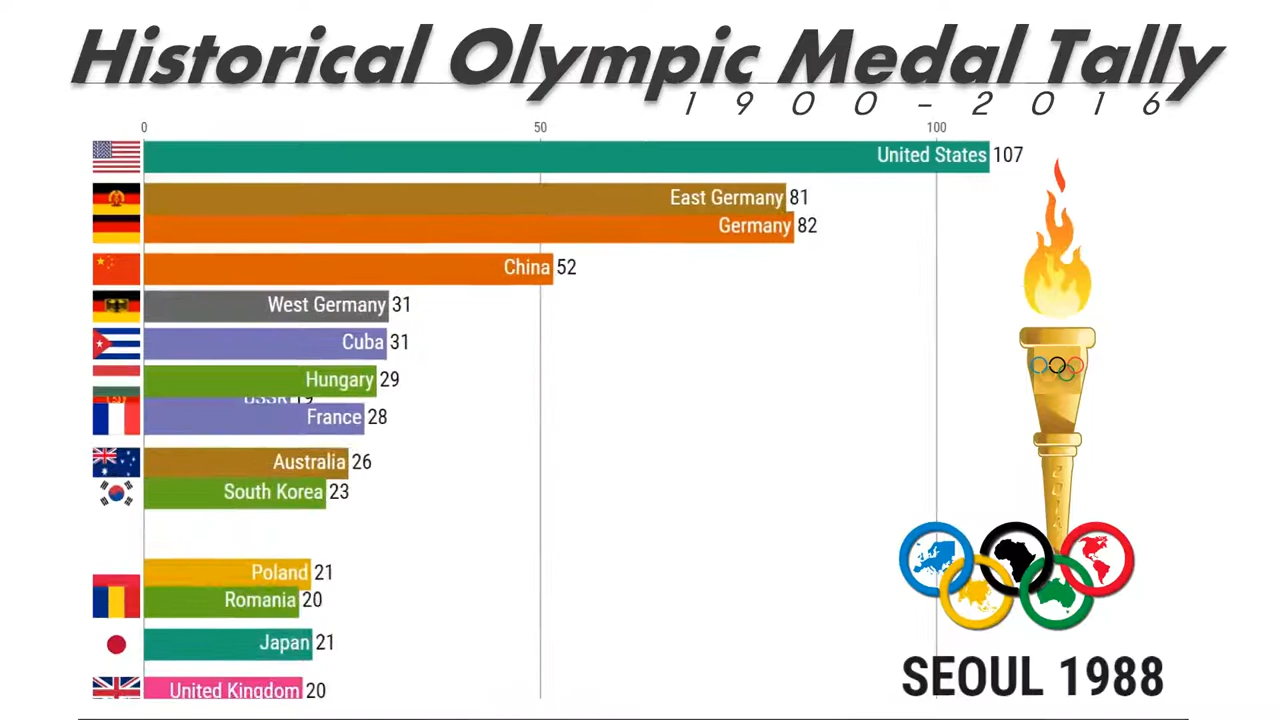 Historical Olympic Medal Tally
1900-2016
0 50 100
United States 107
East Germany 81
Germany 82
China 52
West Germany 31
Cuba 31
Hungary 29
USSR 19
France 28
Australia 26
South Korea 23
Poland 21
Romania 20
Japan 21
United Kingdom 20
SEOUL 1988